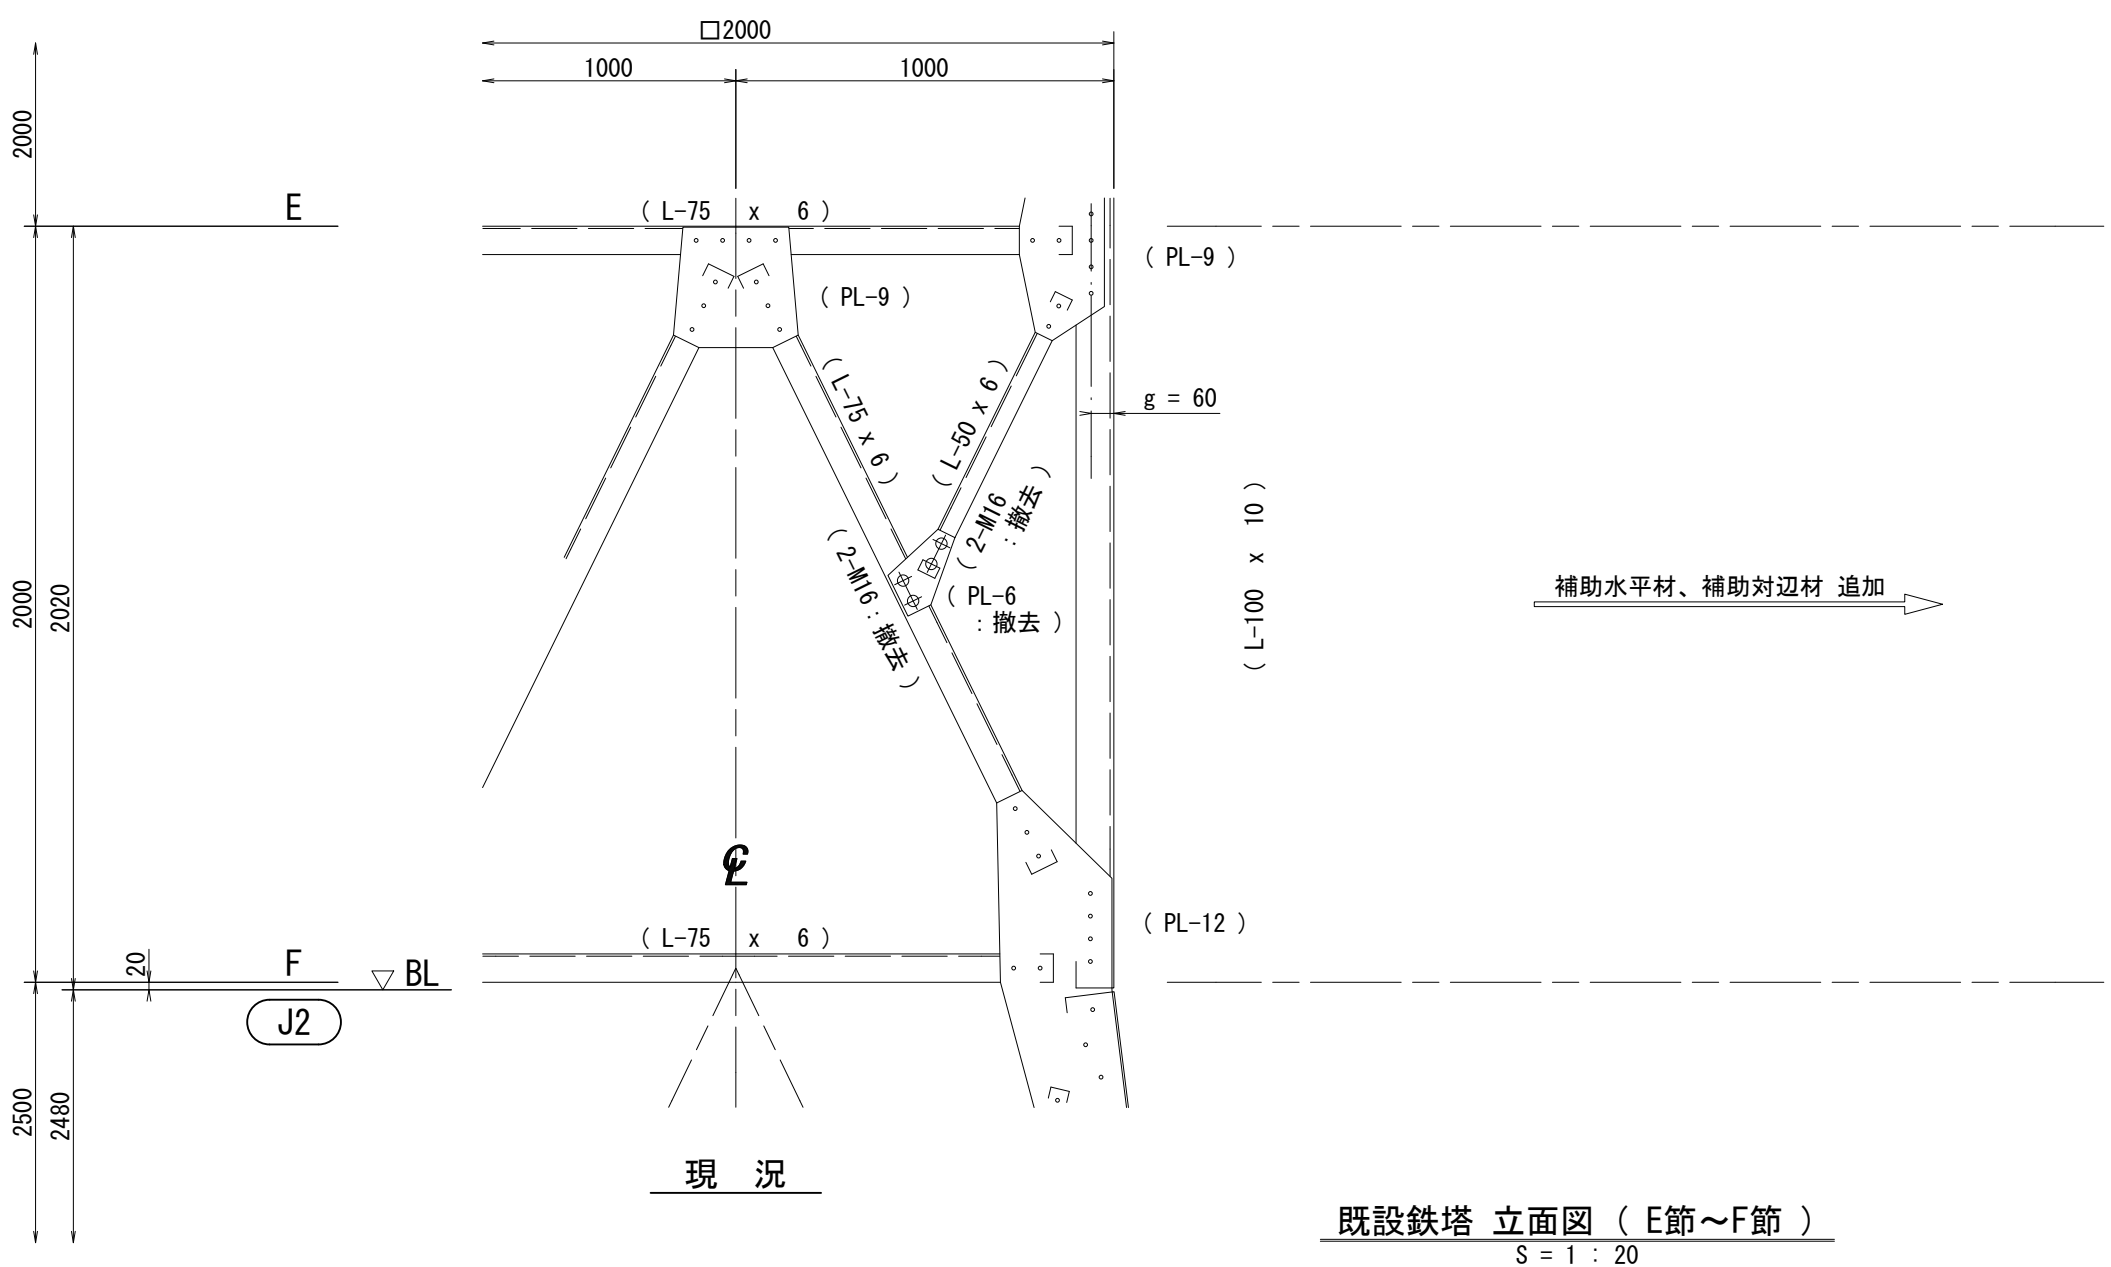 □2000
1000
1000
2000
E
( L-75 x 6 )
( PL-9 )
( PL-9 )
( L-75 x 6 )
( L-50 x 6 )
g = 60
( 2-M16
: 撤去 )
( 2-M16 : 撤去 )
( PL-6
: 撤去 )
( L-100 x 10 )
2000
2020
補助水平材、補助対辺材 追加
℄
( L-75 x 6 )
( PL-12 )
20
F
▽ BL
J2
2500
2480
現 況
既設鉄塔 立面図 ( E節～F節 )
S = 1 : 20